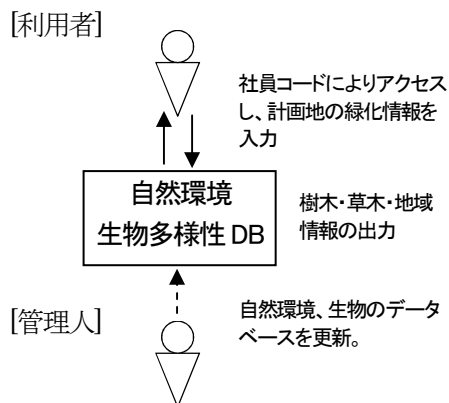 [利用者]
社員コードによりアクセス
し、計画地の緑化情報を
入力
自然環境
生物多様性 DB
樹木・草木・地域
情報の出力
[管理人]
自然環境、生物のデータ
ベースを更新。